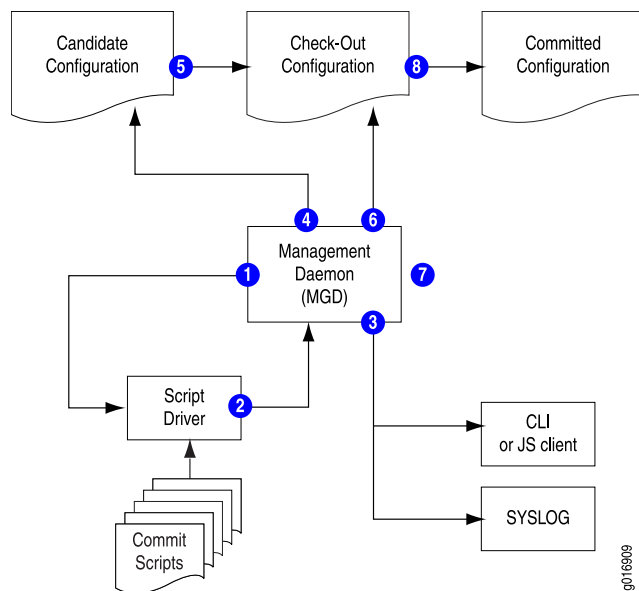 Candidate
Configuration
5
Check-Out
Configuration
8
Committed
Configuration
4
6
1
Management
Daemon
(MGD)
7
3
Script
Driver
2
CLI
or JS client
SYSLOG
Commit
Scripts
g016909